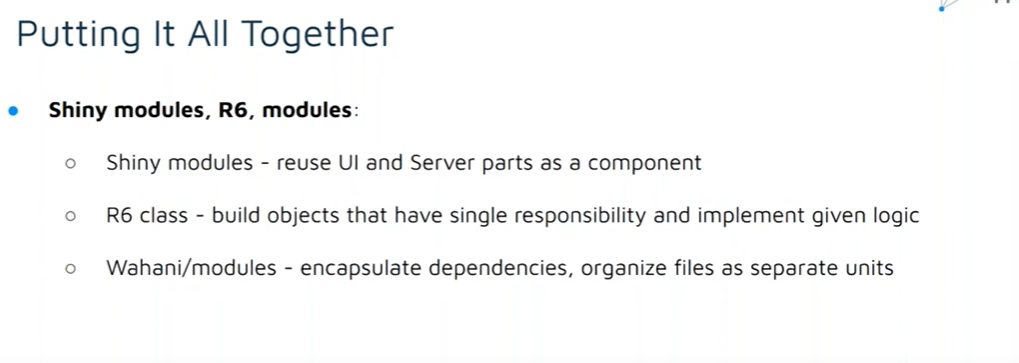 Putting It All Together
Shiny modules, R6, modules:
Shiny modules - reuse UI and Server parts as a component
R6 class - build objects that have single responsibility and implement given logic
Wahani/modules - encapsulate dependencies, organize files as separate units